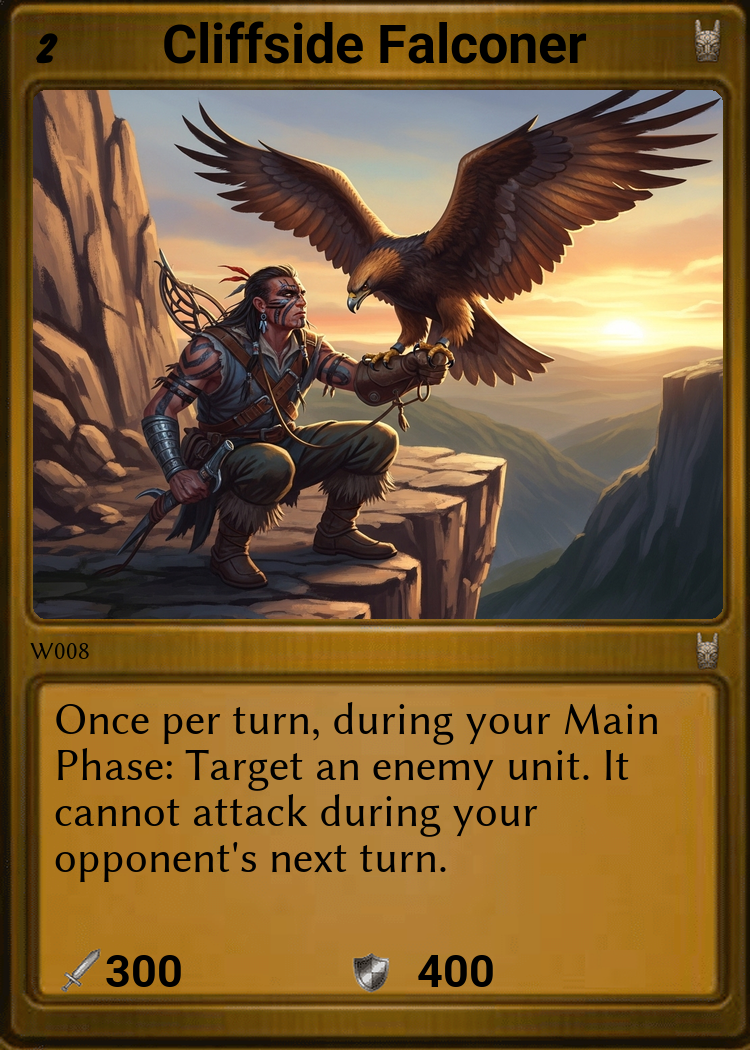 2
Cliffside Falconer
W008
Once per turn, during your Main
Phase: Target an enemy unit. It
cannot attack during your
opponent's next turn.
300
400